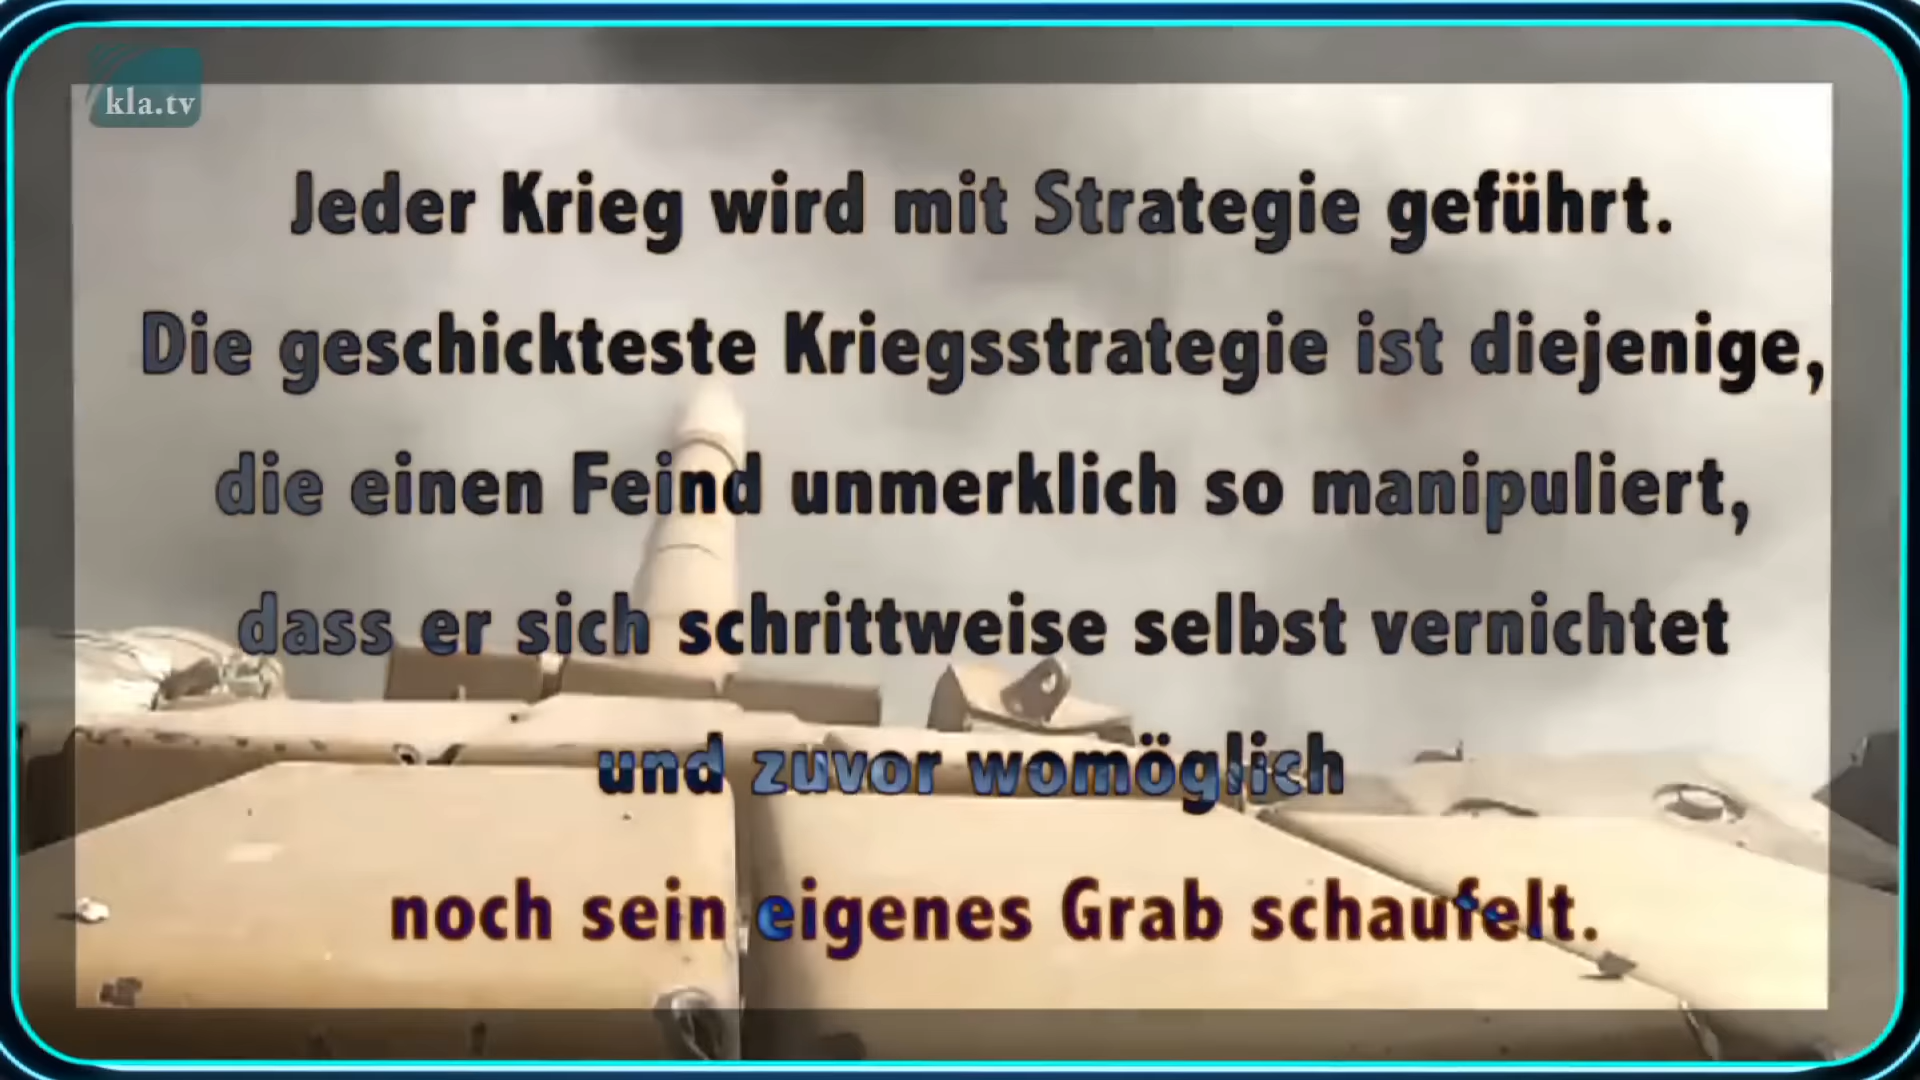 kla.tv
Jeder Krieg wird mit Strategie geführt.
Die geschickteste Kriegsstrategie ist diejenige,
die einen Feind unmerklich so manipuliert,
dass er sich schrittweise selbst vernichtet
und zuvor womöglich
noch sein eigenes Grab schaufelt.